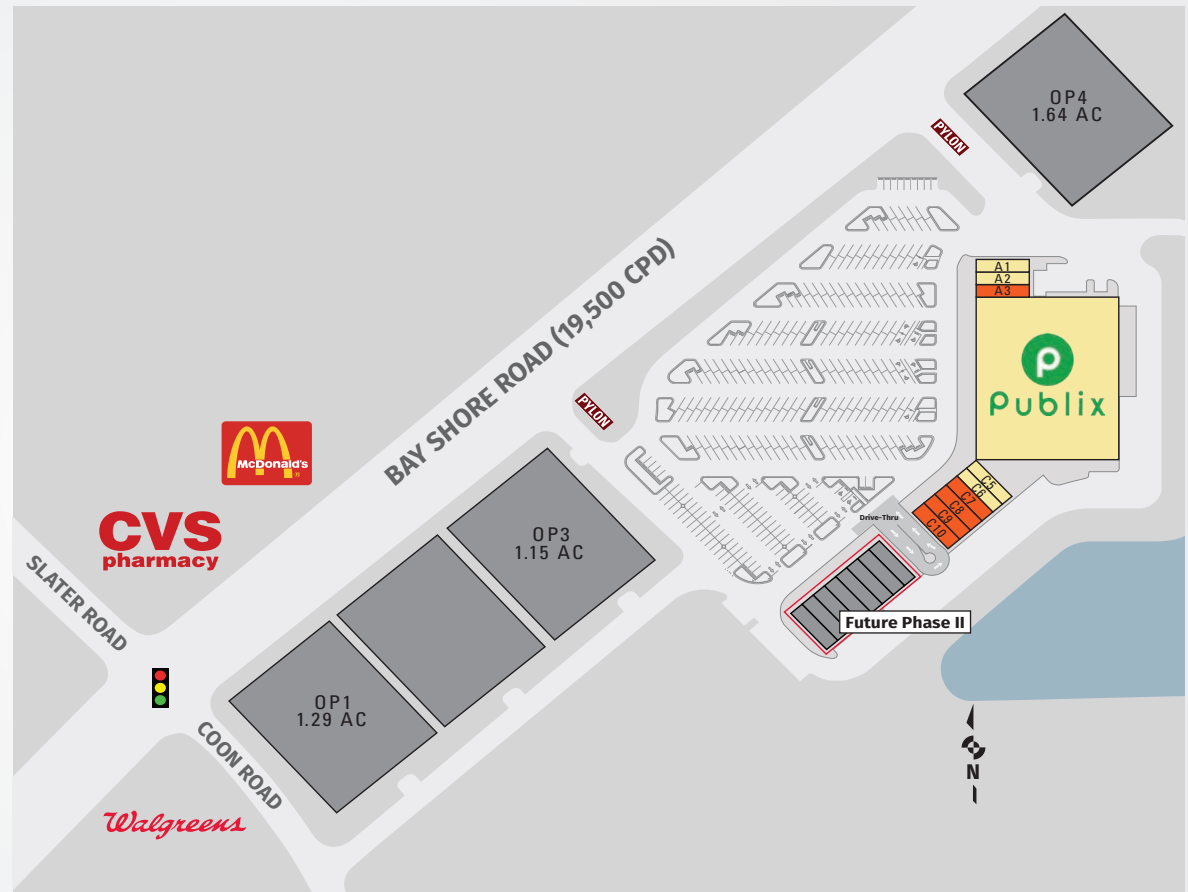 OP4
1.64 AC
PYLON
A1
A2
A3
BAY SHORE ROAD (19,500 CPD)
Publix
PYLON
McDonald's
®
C5
C6
C7
C8
C9
C10
Drive-Thru
CVS
pharmacy
OP3
1.15 AC
SLATER ROAD
Future Phase II
OP1
1.29 AC
COON ROAD
N
Walgreens